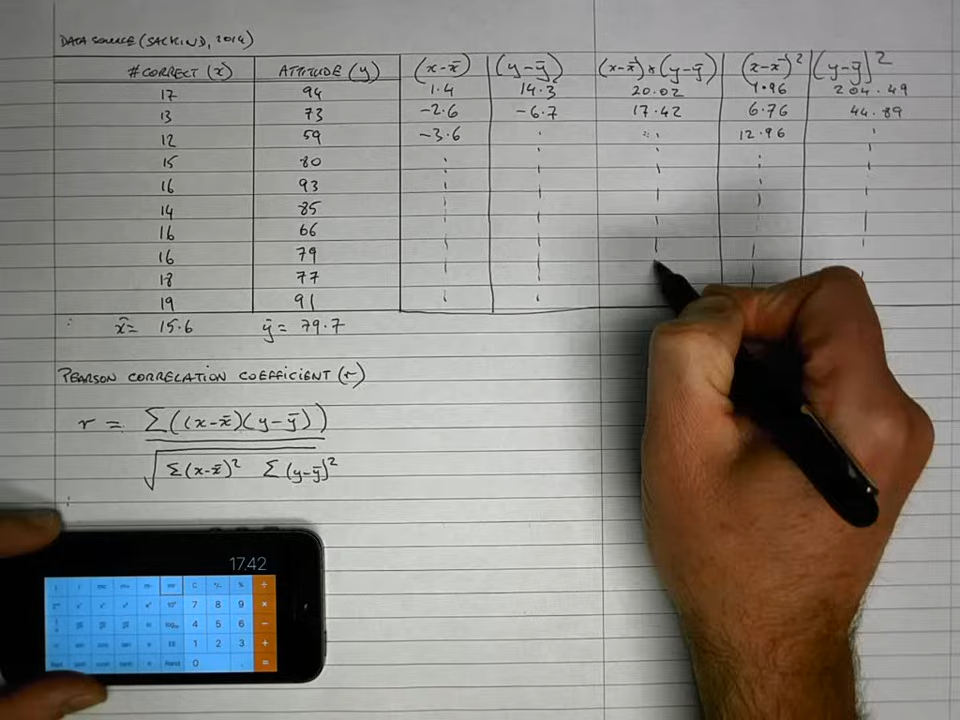 DATA SOURCE (SACKIND, 2014)
# CORRECT (x) ATTITUDE (y) (x-x̄) (y-ȳ) (x-x̄)*(y-ȳ) (x-x̄)² (y-ȳ)²
17 94 1.4 14.3 20.02 1.96 204.49
13 73 -2.6 -6.7 17.42 6.76 44.89
12 59 -3.6 12.96
15 80
16 93
14 85
16 66
16 79
18 77
19 91
x̄ = 15.6 ȳ = 79.7
PEARSON CORRELATION COEFFICIENT (r)
r = Σ((x-x̄)(y-ȳ))
√Σ(x-x̄)² Σ(y-ȳ)²
17.42
C % ÷
7 8 9 ×
4 5 6 −
1 2 3 +
0 . =